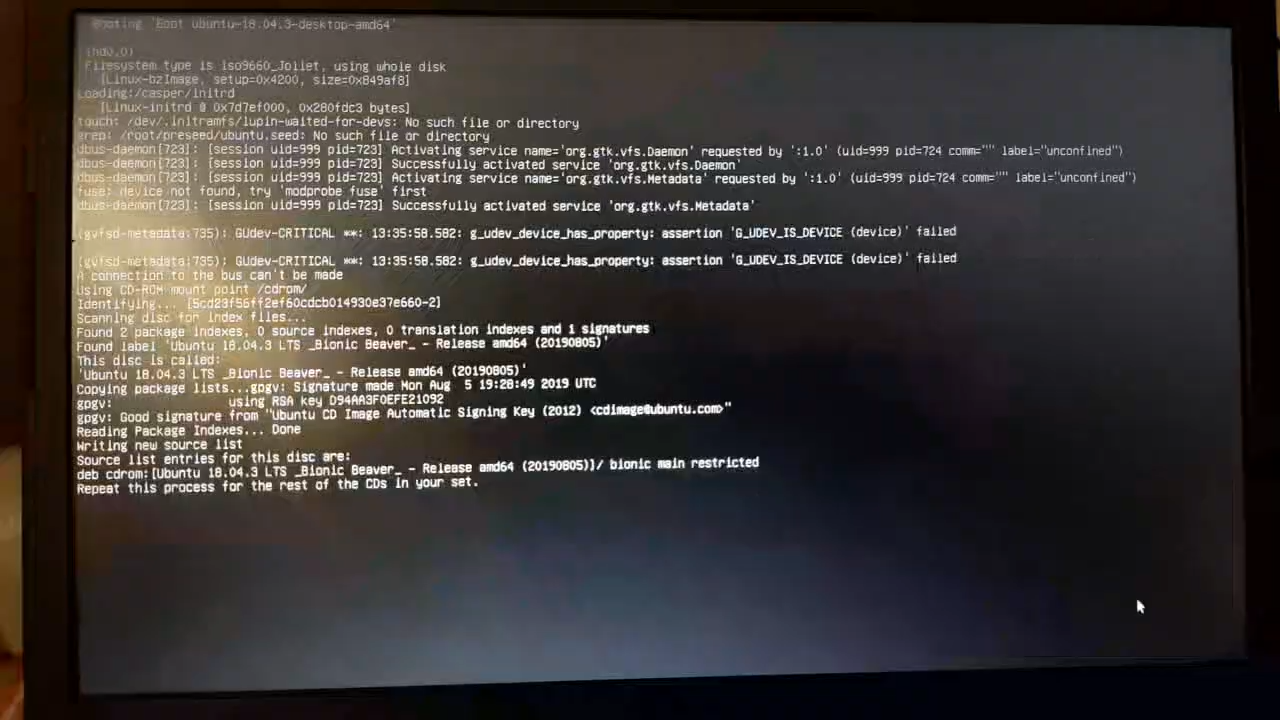 Booting 'Boot ubuntu-18.04.3-desktop-amd64'
(hd0,0)
Filesystem type is iso9660_Joliet, using whole disk
[Linux-bzImage, setup=0x4200, size=0x849af8]
Loading:/casper/initrd
[Linux-initrd @ 0x7d7ef000, 0x280fdc3 bytes]
touch: /dev/.initramfs/lupin-waited-for-devs: No such file or directory
grep: /root/preseed/ubuntu.seed: No such file or directory
dbus-daemon[723]: [session uid=999 pid=723] Activating service name='org.gtk.vfs.Daemon' requested by ':1.0' (uid=999 pid=724 comm="" label="unconfined")
dbus-daemon[723]: [session uid=999 pid=723] Successfully activated service 'org.gtk.vfs.Daemon'
dbus-daemon[723]: [session uid=999 pid=723] Activating service name='org.gtk.vfs.Metadata' requested by ':1.0' (uid=999 pid=724 comm="" label="unconfined")
fuse: device not found, try 'modprobe fuse' first
dbus-daemon[723]: [session uid=999 pid=723] Successfully activated service 'org.gtk.vfs.Metadata'
(gvfsd-metadata:735): GUdev-CRITICAL **: 13:35:58.582: g_udev_device_has_property: assertion 'G_UDEV_IS_DEVICE (device)' failed
(gvfsd-metadata:735): GUdev-CRITICAL **: 13:35:58.582: g_udev_device_has_property: assertion 'G_UDEV_IS_DEVICE (device)' failed
A connection to the bus can't be made
Using CD-ROM mount point /cdrom/
Identifying... [5cd23f56ff2ef60cdcb014930e37e660-2]
Scanning disc for index files...
Found 2 package indexes, 0 source indexes, 0 translation indexes and 1 signatures
Found label 'Ubuntu 18.04.3 LTS _Bionic Beaver_ - Release amd64 (20190805)'
This disc is called:
'Ubuntu 18.04.3 LTS _Bionic Beaver_ - Release amd64 (20190805)'
Copying package lists...gpgv: Signature made Mon Aug  5 19:28:49 2019 UTC
gpgv:                using RSA key D94AA3F0EFE21092
gpgv: Good signature from "Ubuntu CD Image Automatic Signing Key (2012) <cdimage@ubuntu.com>"
Reading Package Indexes... Done
Writing new source list
Source list entries for this disc are:
deb cdrom:[Ubuntu 18.04.3 LTS _Bionic Beaver_ - Release amd64 (20190805)]/ bionic main restricted
Repeat this process for the rest of the CDs in your set.